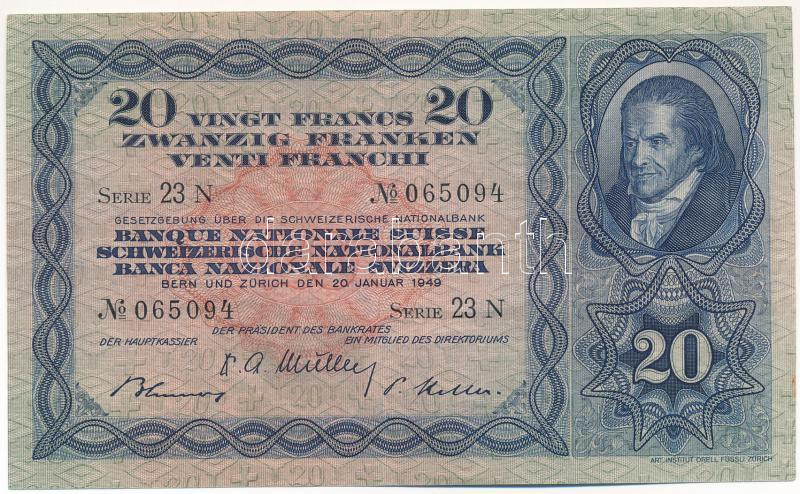 20 VINGT FRANCS 20
ZWANZIG FRANKEN
VENTI FRANCHI
SERIE 23 N № 065094
GESETZGEBUNG ÜBER DIE SCHWEIZERISCHE NATIONALBANK
BANQUE NATIONALE SUISSE
SCHWEIZERISCHE NATIONALBANK
BANCA NAZIONALE SVIZZERA
BERN UND ZÜRICH DEN 20 JANUAR 1949
№ 065094 SERIE 23 N
DER PRÄSIDENT DES BANKRATES
DER HAUPTKASSIER EIN MITGLIED DES DIREKTORIUMS
20
ART. INSTITUT ORELL FÜSSLI, ZÜRICH
darabanth